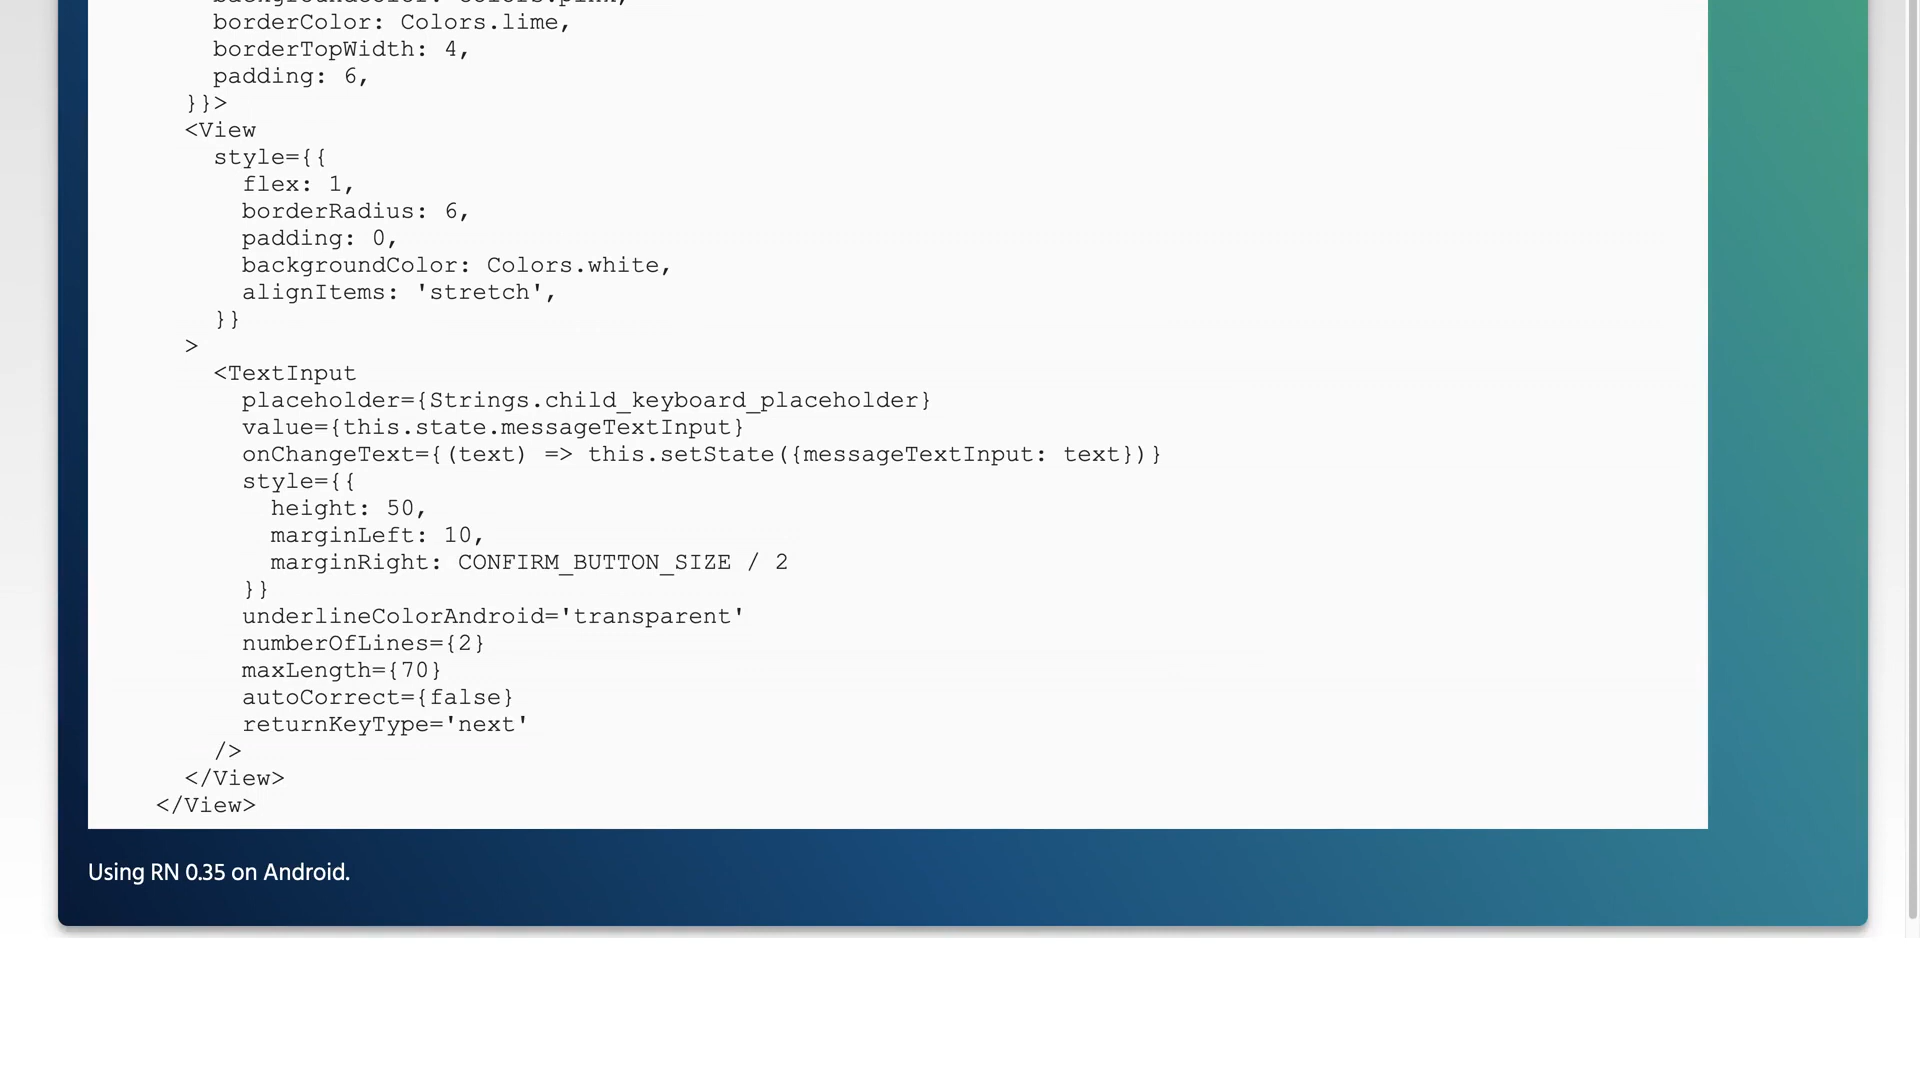 borderColor: Colors.lime,
borderTopWidth: 4,
padding: 6,
}}>
<View
style={{
flex: 1,
borderRadius: 6,
padding: 0,
backgroundColor: Colors.white,
alignItems: 'stretch',
}}
>
<TextInput
placeholder={Strings.child_keyboard_placeholder}
value={this.state.messageTextInput}
onChangeText={(text) => this.setState({messageTextInput: text})}
style={{
height: 50,
marginLeft: 10,
marginRight: CONFIRM_BUTTON_SIZE / 2
}}
underlineColorAndroid='transparent'
numberOfLines={2}
maxLength={70}
autoCorrect={false}
returnKeyType='next'
/>
</View>
</View>
Using RN 0.35 on Android.